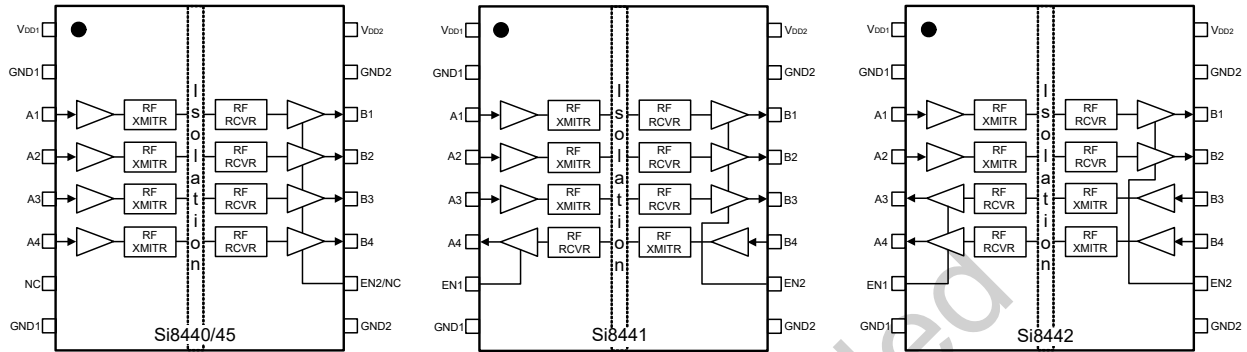 VDD1 VDD2 VDD1 VDD2 VDD1 VDD2
GND1 GND2 GND1 GND2 GND1 GND2
A1 RF XMITR RF RCVR B1 A1 RF XMITR RF RCVR B1 A1 RF XMITR RF RCVR B1
A2 RF XMITR RF RCVR B2 A2 RF XMITR RF RCVR B2 A2 RF XMITR RF RCVR B2
A3 RF XMITR RF RCVR B3 A3 RF XMITR RF RCVR B3 A3 RF RCVR RF XMITR B3
A4 RF XMITR RF RCVR B4 A4 RF RCVR RF XMITR B4 A4 RF RCVR RF XMITR B4
Isolation Isolation Isolation
NC EN2/NC EN1 EN2 EN1 EN2
GND1 GND2 GND1 GND2 GND1 GND2
Si8440/45 Si8441 Si8442